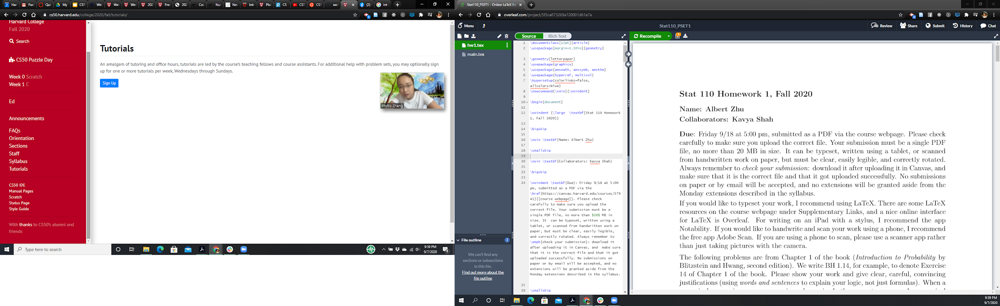 Har
Fwd
Qui
My
CS5
Wel
We
We
202
Fre
202
Cou
Nur
Nev
Intr
Plu
CS
CS5
CS5
sec
(2)
int
cs50.harvard.edu/college/2020/fall/tutorials/
Harvard College
Fall 2020
Search
CS50 Puzzle Day
Week 0 Scratch
Week 1 C
Ed
Announcements
FAQs
Orientation
Sections
Staff
Syllabus
Tutorials
CS50 IDE
Manual Pages
Scratch
Status Page
Style Guide
With thanks to CS50's alumni and
friends
Tutorials
An amalgam of tutoring and office hours, tutorials are led by the course's teaching fellows and course assistants. For additional help with problem sets, you may optionally sign
up for one or more tutorials per week, Wednesdays through Sundays.
Sign Up
Phyllis Zhang
Type here to search
9:59 PM
9/7/2020
8
Stat110_PSET1 - Online LaTeX Ed
overleaf.com/project/5f3ca873269a720001d61a7a
Menu
Stat110_PSET1
Review
Share
Submit
History
Chat
Source
Rich Text
Recompile
hw1.tex
main.tex
File outline
We can't find any
sections or subsections
in this file.
Find out more about the
file outline
1 \documentclass[12pt]{article}
2 \usepackage[margin=1.10in]{geometry}
3 \geometry{letterpaper}
4 \usepackage{graphicx}
5 \usepackage{amsmath, amssymb, amsthm}
6 \usepackage{hyperref, multicol}
7 \hypersetup{colorlinks=false,
allcolors=blue}
8 \newcommand{\noin}{\noindent}
9
10 \begin{document}
11
12 \noindent {\large \textbf{Stat 110 Homework
1, Fall 2020}}
13
14 \bigskip
15
16 \noin \textbf{Name: Albert Zhu}
17
18 \smallskip
19
20 \noin \textbf{Collaborators: Kavya Shah}
21
22 \bigskip
23
24 \noindent \textbf{Due}: Friday 9/18 at 5:00
pm, submitted as a PDF via the
\href{https://canvas.harvard.edu/courses/579
41}{{course webpage}}. Please check
carefully to make sure you upload the
correct file. Your submission must be a
single PDF file, no more than $20$ MB in
size. It can be typeset, written using a
tablet, or scanned from handwritten work on
paper, but must be clear, easily legible,
and correctly rotated. Always remember to
\emph{check your submission}: download it
after uploading it in Canvas, and make sure
that it is the correct file and that it got
uploaded successfully. No submissions on
paper or by email will be accepted, and no
extensions will be granted aside from the
Monday extensions described in the syllabus.
25
26 \smallskip
Stat 110 Homework 1, Fall 2020
Name: Albert Zhu
Collaborators: Kavya Shah
Due: Friday 9/18 at 5:00 pm, submitted as a PDF via the course webpage. Please check
carefully to make sure you upload the correct file. Your submission must be a single PDF
file, no more than 20 MB in size. It can be typeset, written using a tablet, or scanned
from handwritten work on paper, but must be clear, easily legible, and correctly rotated.
Always remember to check your submission: download it after uploading it in Canvas, and
make sure that it is the correct file and that it got uploaded successfully. No submissions
on paper or by email will be accepted, and no extensions will be granted aside from the
Monday extensions described in the syllabus.
If you would like to typeset your work, I recommend using LaTeX. There are some LaTeX
resources on the course webpage under Supplementary Links, and a nice online interface
for LaTeX is Overleaf. For writing on an iPad with a stylus, I recommend the app
Notability. If you would like to handwrite and scan your work using a phone, I recommend
the free app Adobe Scan. If you are using a phone to scan, please use a scanner app rather
than just taking pictures with the camera.
The following problems are from Chapter 1 of the book (Introduction to Probability by
Blitzstein and Hwang, second edition). We write BH 1.14, for example, to denote Exercise
14 of Chapter 1 of the book. Please show your work and give clear, careful, convincing
justifications (using words and sentences to explain your logic, not just formulas). When a
9:59 PM
9/7/2020